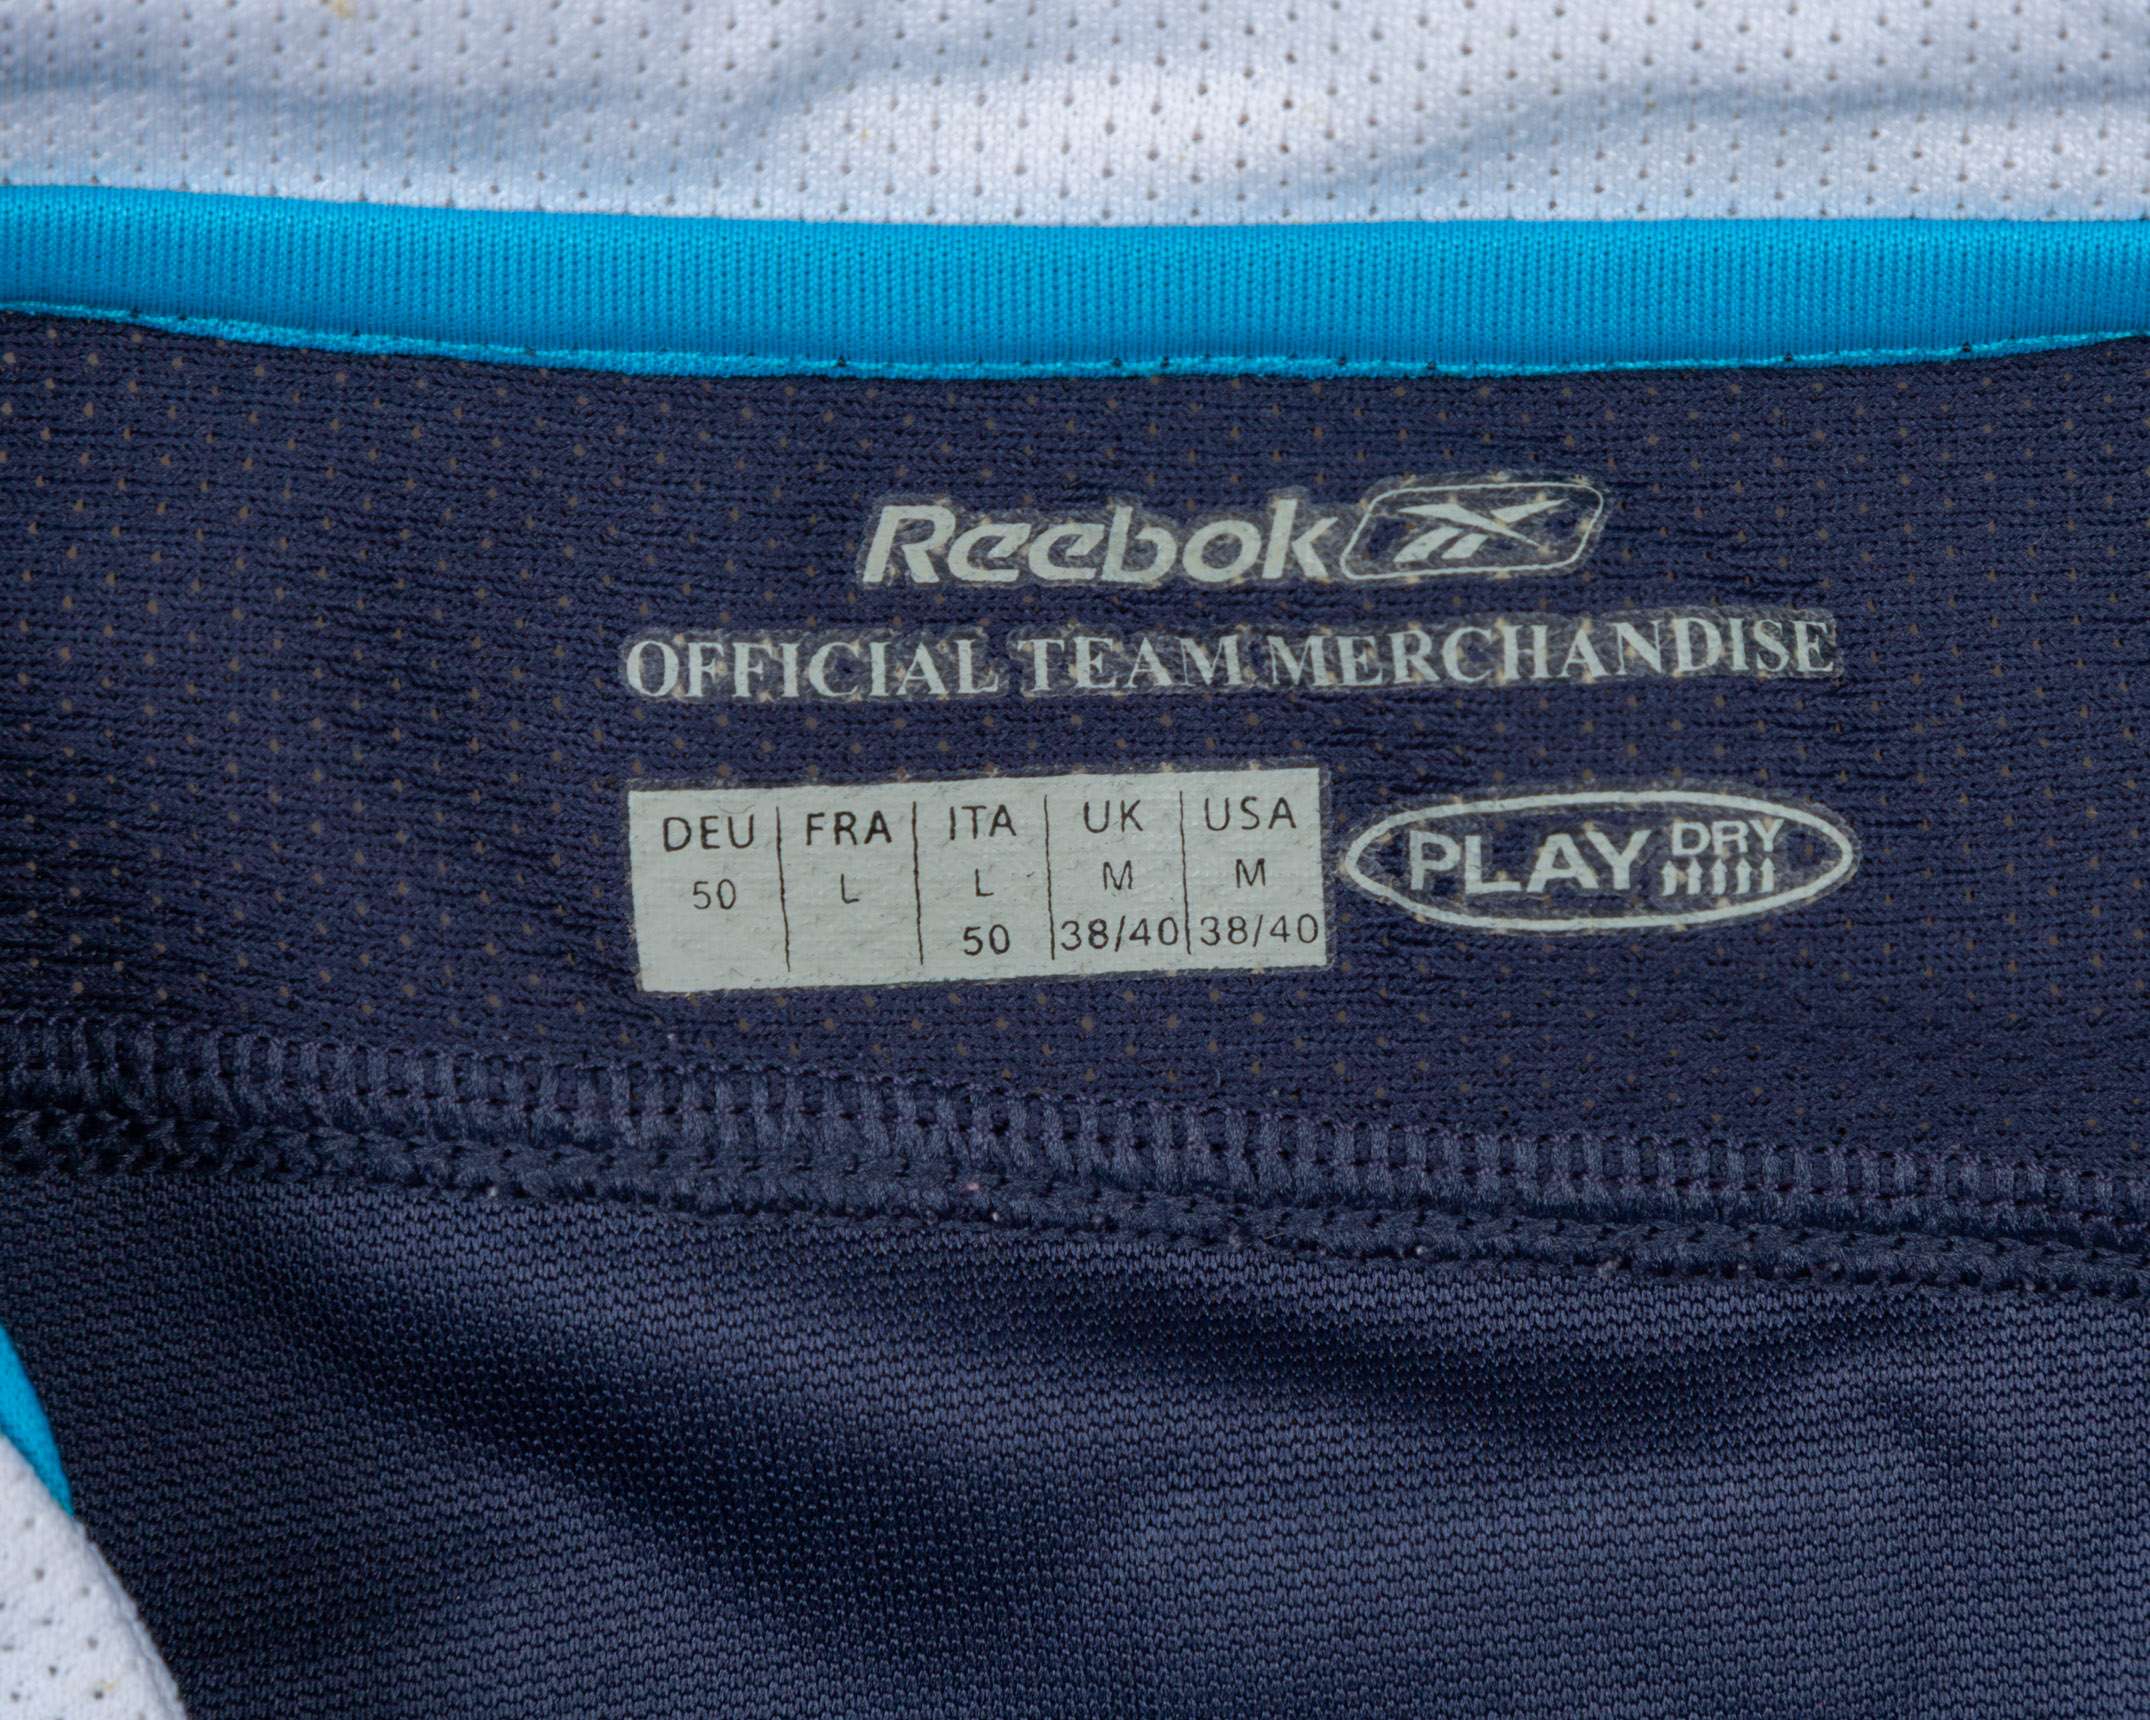 Reebok
OFFICIAL TEAM MERCHANDISE
DEU FRA ITA UK USA
50 L L M M
50 38/40 38/40
PLAY DRY